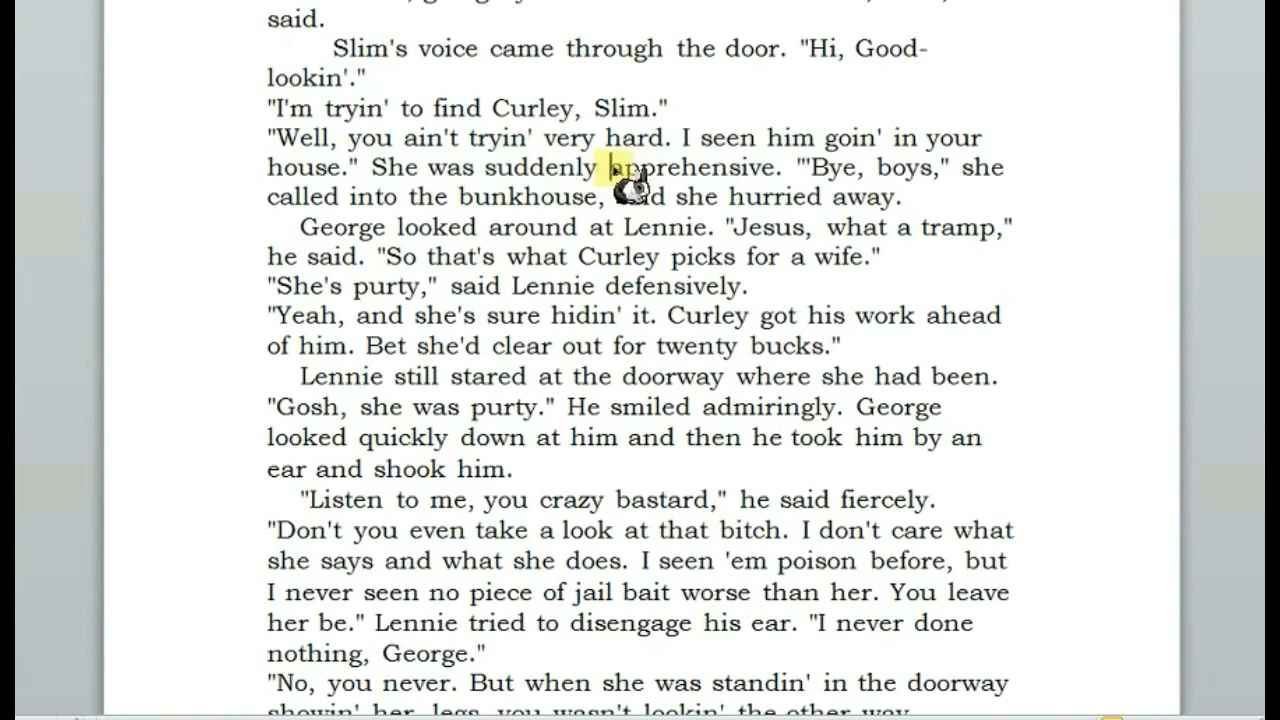 said.
Slim's voice came through the door. "Hi, Good-
lookin'."
"I'm tryin' to find Curley, Slim."
"Well, you ain't tryin' very hard. I seen him goin' in your
house." She was suddenly apprehensive. "'Bye, boys," she
called into the bunkhouse, and she hurried away.
George looked around at Lennie. "Jesus, what a tramp,"
he said. "So that's what Curley picks for a wife."
"She's purty," said Lennie defensively.
"Yeah, and she's sure hidin' it. Curley got his work ahead
of him. Bet she'd clear out for twenty bucks."
Lennie still stared at the doorway where she had been.
"Gosh, she was purty." He smiled admiringly. George
looked quickly down at him and then he took him by an
ear and shook him.
"Listen to me, you crazy bastard," he said fiercely.
"Don't you even take a look at that bitch. I don't care what
she says and what she does. I seen 'em poison before, but
I never seen no piece of jail bait worse than her. You leave
her be." Lennie tried to disengage his ear. "I never done
nothing, George."
"No, you never. But when she was standin' in the doorway
showin' her legs, you wasn't lookin' the other way,